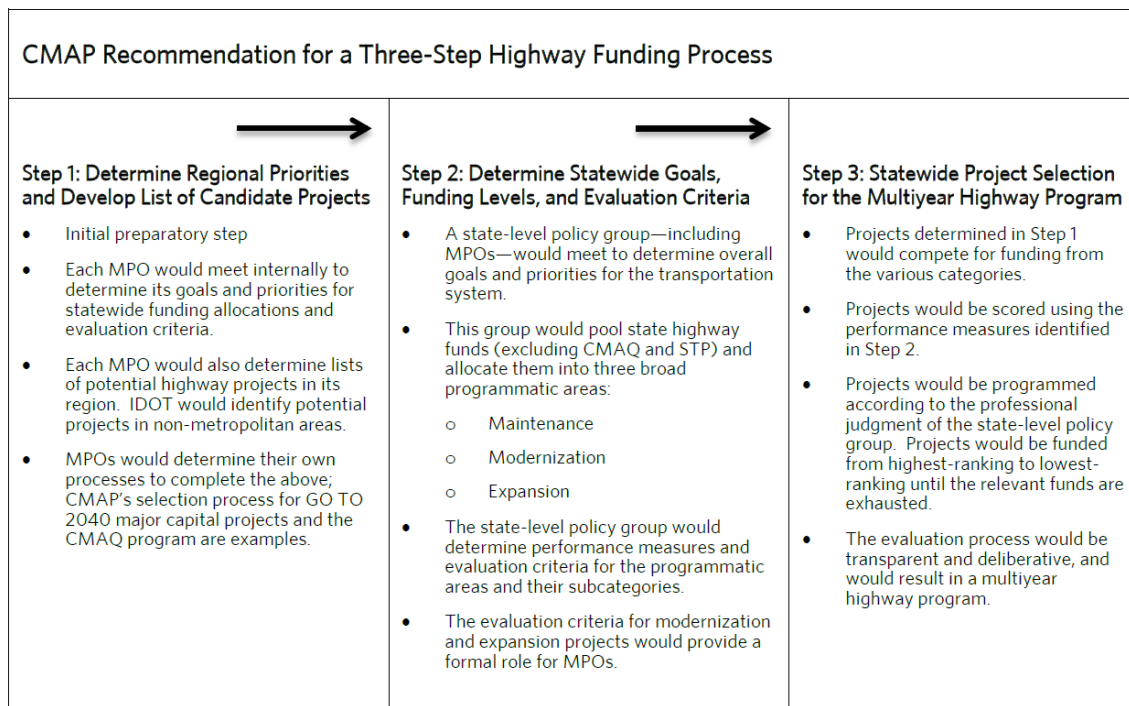 CMAP Recommendation for a Three-Step Highway Funding Process
Step 1: Determine Regional Priorities
and Develop List of Candidate Projects
• Initial preparatory step
• Each MPO would meet internally to
determine its goals and priorities for
statewide funding allocations and
evaluation criteria.
• Each MPO would also determine lists
of potential highway projects in its
region.  IDOT would identify potential
projects in non-metropolitan areas.
• MPOs would determine their own
processes to complete the above;
CMAP's selection process for GO TO
2040 major capital projects and the
CMAQ program are examples.
Step 2: Determine Statewide Goals,
Funding Levels, and Evaluation Criteria
• A state-level policy group—including
MPOs—would meet to determine overall
goals and priorities for the transportation
system.
• This group would pool state highway
funds (excluding CMAQ and STP) and
allocate them into three broad
programmatic areas:
o Maintenance
o Modernization
o Expansion
• The state-level policy group would
determine performance measures and
evaluation criteria for the programmatic
areas and their subcategories.
• The evaluation criteria for modernization
and expansion projects would provide a
formal role for MPOs.
Step 3: Statewide Project Selection
for the Multiyear Highway Program
• Projects determined in Step 1
would compete for funding from
the various categories.
• Projects would be scored using the
performance measures identified
in Step 2.
• Projects would be programmed
according to the professional
judgment of the state-level policy
group.  Projects would be funded
from highest-ranking to lowest-
ranking until the relevant funds are
exhausted.
• The evaluation process would be
transparent and deliberative, and
would result in a multiyear
highway program.